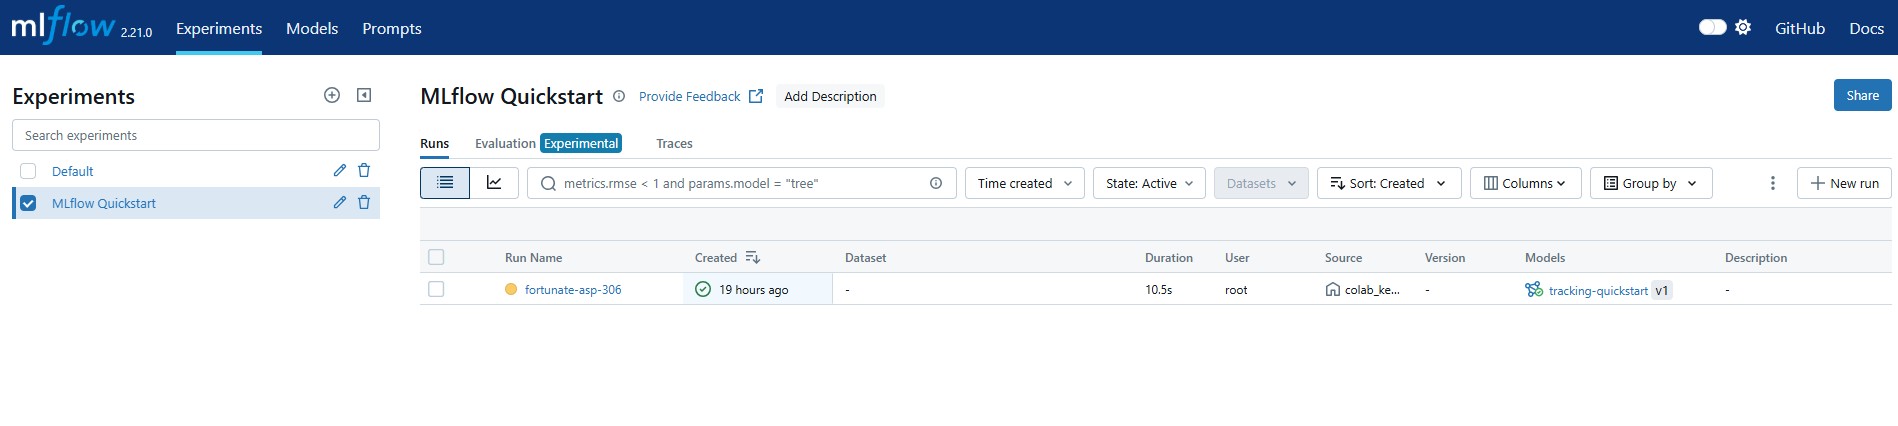 mlflow 2.21.0 Experiments Models Prompts GitHub Docs
Experiments
Search experiments
Default
MLflow Quickstart
MLflow Quickstart Provide Feedback Add Description Share
Runs Evaluation Experimental Traces
metrics.rmse < 1 and params.model = "tree" Time created State: Active Datasets Sort: Created Columns Group by New run
Run Name Created Dataset Duration User Source Version Models Description
fortunate-asp-306 19 hours ago - 10.5s root colab_ke... - tracking-quickstart v1 -